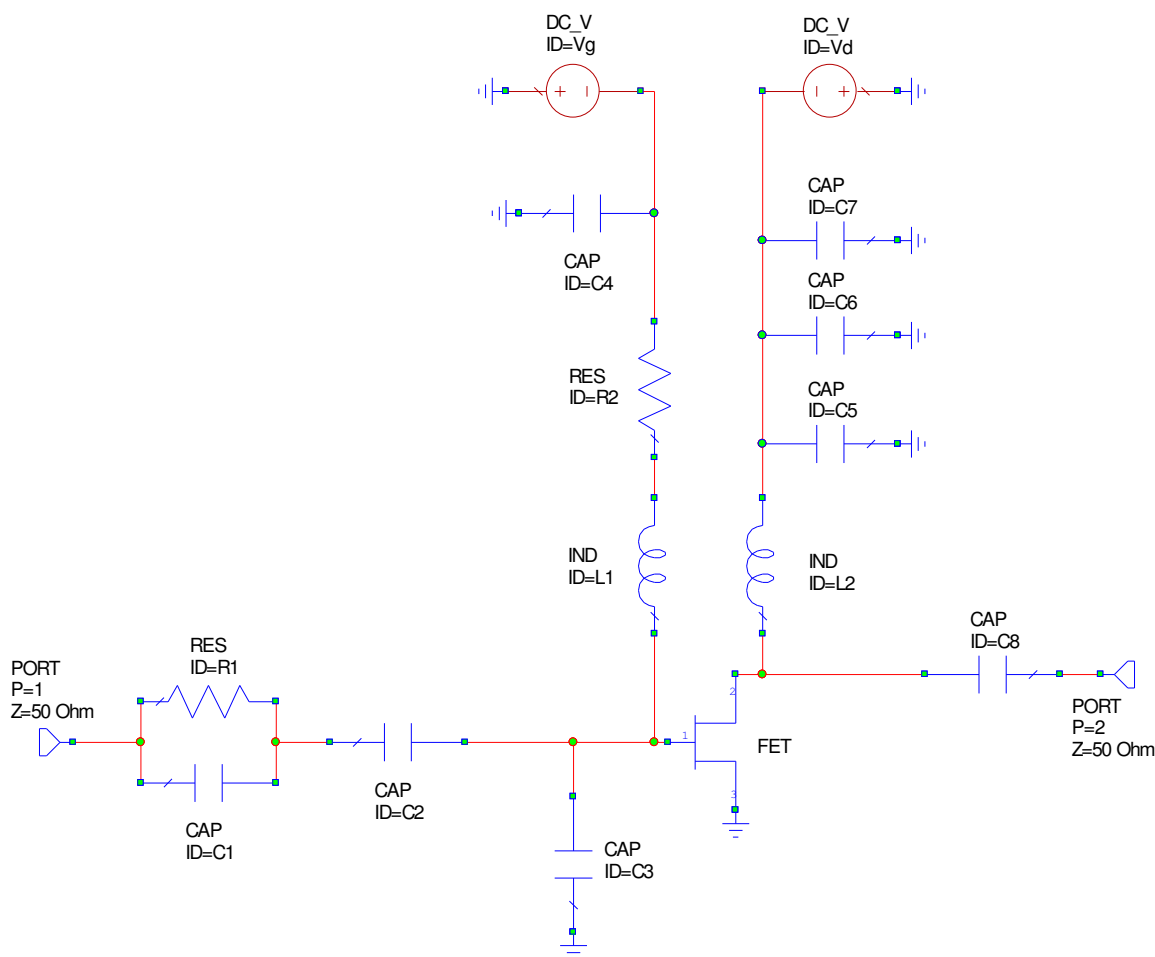 DC_V
ID=Vg
DC_V
ID=Vd
CAP
ID=C7
CAP
ID=C4
CAP
ID=C6
RES
ID=R2
CAP
ID=C5
IND
ID=L1
IND
ID=L2
CAP
ID=C8
RES
ID=R1
PORT
P=1
Z=50 Ohm
2
PORT
P=2
Z=50 Ohm
1
FET
3
CAP
ID=C2
CAP
ID=C1
CAP
ID=C3